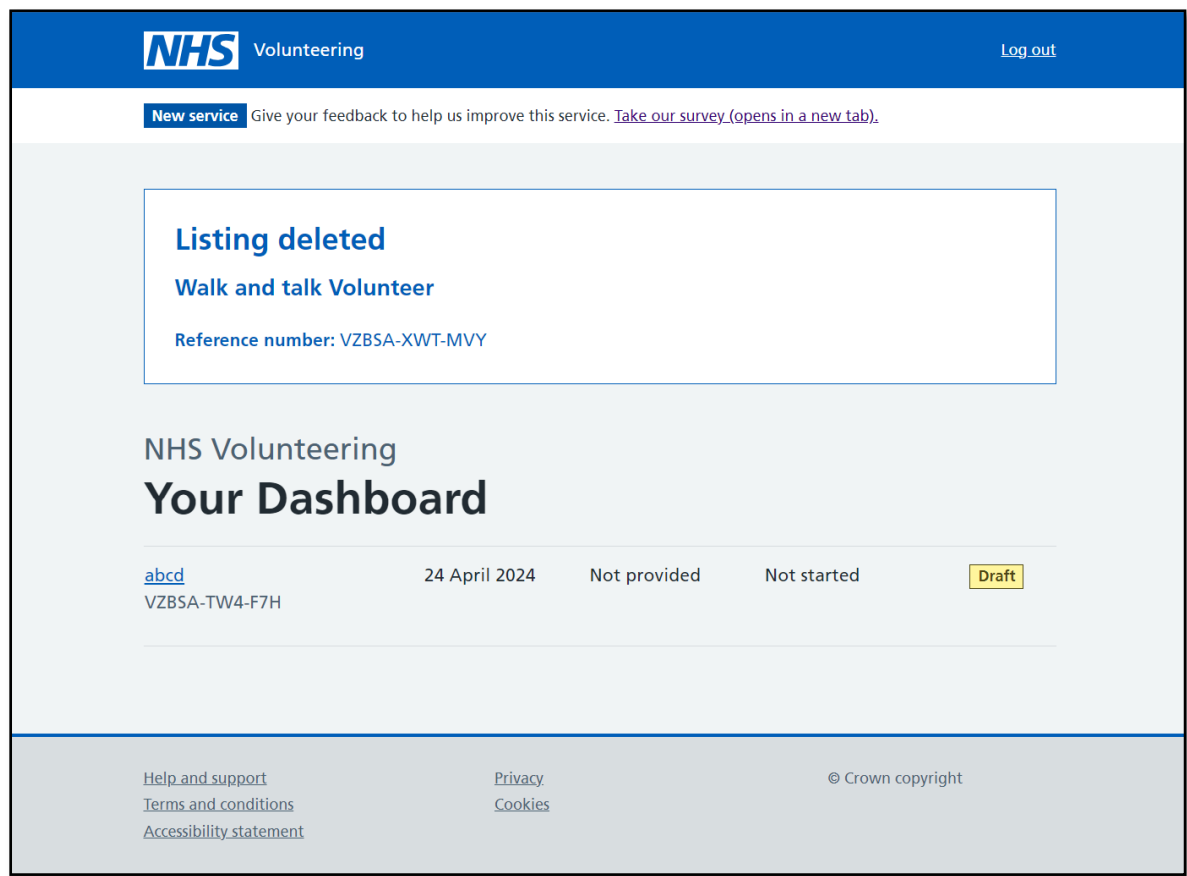 NHS Volunteering Log out
New service Give your feedback to help us improve this service. Take our survey (opens in a new tab).
Listing deleted
Walk and talk Volunteer
Reference number: VZBSA-XWT-MVY
NHS Volunteering
Your Dashboard
abcd 24 April 2024 Not provided Not started Draft
VZBSA-TW4-F7H
Help and support Privacy © Crown copyright
Terms and conditions Cookies
Accessibility statement